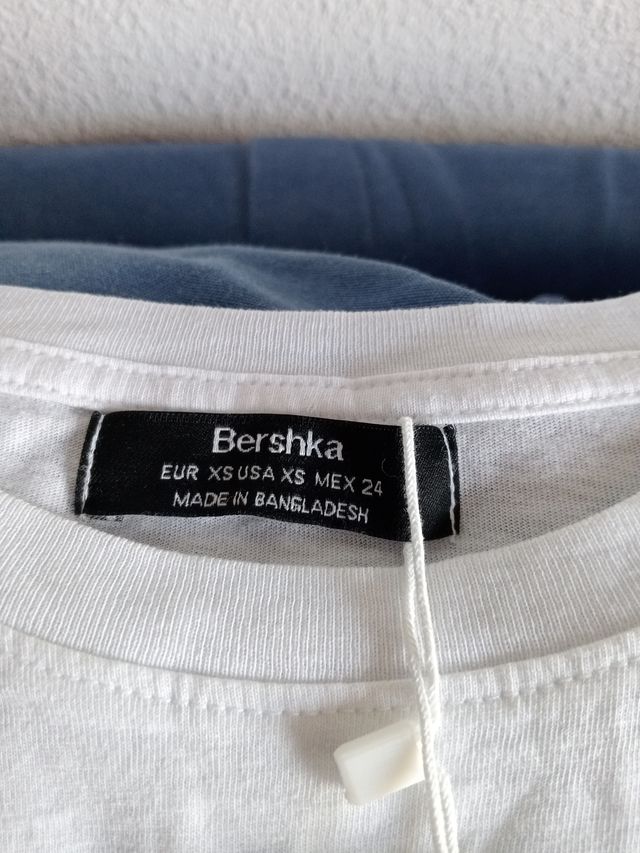 Bershka
EUR XS USA XS MEX 24
MADE IN BANGLADESH